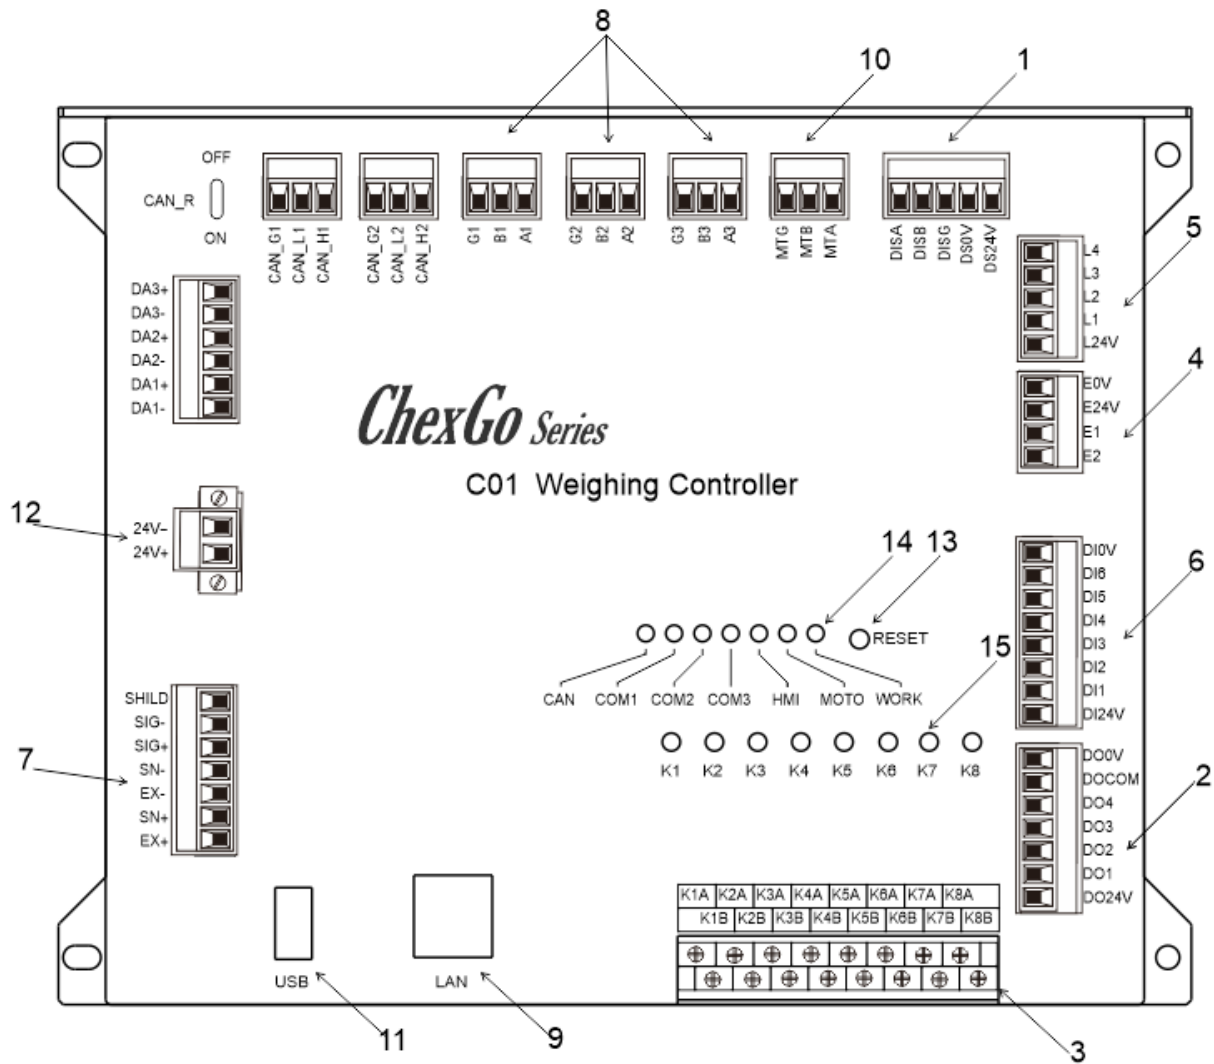 8
10
1
OFF
CAN_R
ON
CAN_G1
CAN_L1
CAN_H1
CAN_G2
CAN_L2
CAN_H2
G1
B1
A1
G2
B2
A2
G3
B3
A3
MTG
MTB
MTA
DISA
DISB
DISG
DS0V
DS24V
5
L4
L3
L2
L1
L24V
DA3+
DA3-
DA2+
DA2-
DA1+
DA1-
4
E0V
E24V
E1
E2
ChexGo Series
C01 Weighing Controller
12
24V-
24V+
14
13
RESET
15
CAN
COM1
COM2
COM3
HMI
MOTO
WORK
K1
K2
K3
K4
K5
K6
K7
K8
6
DI0V
DI6
DI5
DI4
DI3
DI2
DI1
DI24V
7
SHILD
SIG-
SIG+
SN-
EX-
SN+
EX+
2
DO0V
DOCOM
DO4
DO3
DO2
DO1
DO24V
K1A K2A K3A K4A K5A K6A K7A K8A
K1B K2B K3B K4B K5B K6B K7B K8B
USB
LAN
11
9
3